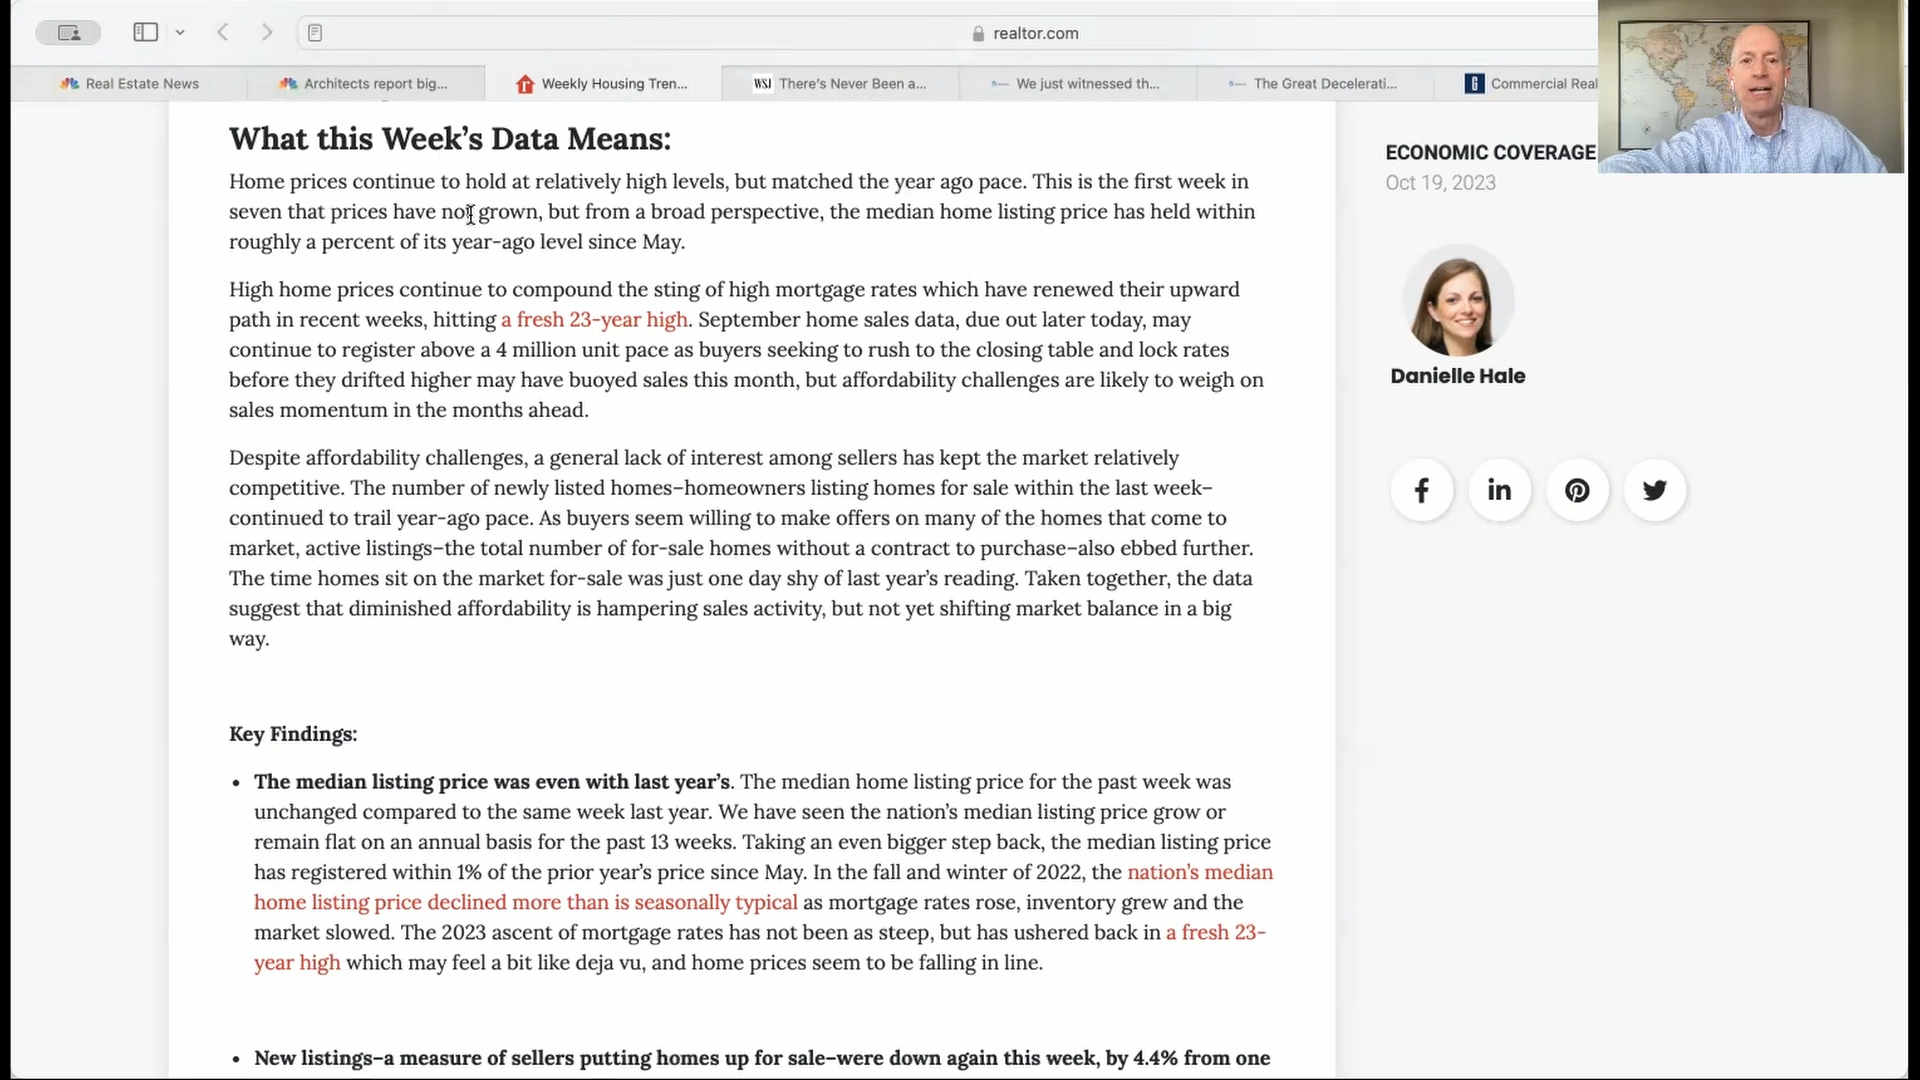 realtor.com
Real Estate News
Architects report big...
Weekly Housing Tren...
WSJ
There's Never Been a...
We just witnessed th...
The Great Decelerati...
G
Commercial Real
What this Week's Data Means:
Home prices continue to hold at relatively high levels, but matched the year ago pace. This is the first week in
seven that prices have not grown, but from a broad perspective, the median home listing price has held within
roughly a percent of its year-ago level since May.
High home prices continue to compound the sting of high mortgage rates which have renewed their upward
path in recent weeks, hitting a fresh 23-year high. September home sales data, due out later today, may
continue to register above a 4 million unit pace as buyers seeking to rush to the closing table and lock rates
before they drifted higher may have buoyed sales this month, but affordability challenges are likely to weigh on
sales momentum in the months ahead.
Despite affordability challenges, a general lack of interest among sellers has kept the market relatively
competitive. The number of newly listed homes–homeowners listing homes for sale within the last week–
continued to trail year-ago pace. As buyers seem willing to make offers on many of the homes that come to
market, active listings–the total number of for-sale homes without a contract to purchase–also ebbed further.
The time homes sit on the market for-sale was just one day shy of last year's reading. Taken together, the data
suggest that diminished affordability is hampering sales activity, but not yet shifting market balance in a big
way.
Key Findings:
• The median listing price was even with last year's. The median home listing price for the past week was
unchanged compared to the same week last year. We have seen the nation's median listing price grow or
remain flat on an annual basis for the past 13 weeks. Taking an even bigger step back, the median listing price
has registered within 1% of the prior year's price since May. In the fall and winter of 2022, the nation's median
home listing price declined more than is seasonally typical as mortgage rates rose, inventory grew and the
market slowed. The 2023 ascent of mortgage rates has not been as steep, but has ushered back in a fresh 23-
year high which may feel a bit like deja vu, and home prices seem to be falling in line.
• New listings–a measure of sellers putting homes up for sale–were down again this week, by 4.4% from one
ECONOMIC COVERAGE
Oct 19, 2023
Danielle Hale